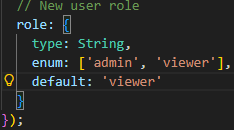 // New user role
role: {
type: String,
enum: ['admin', 'viewer'],
default: 'viewer'
}
});